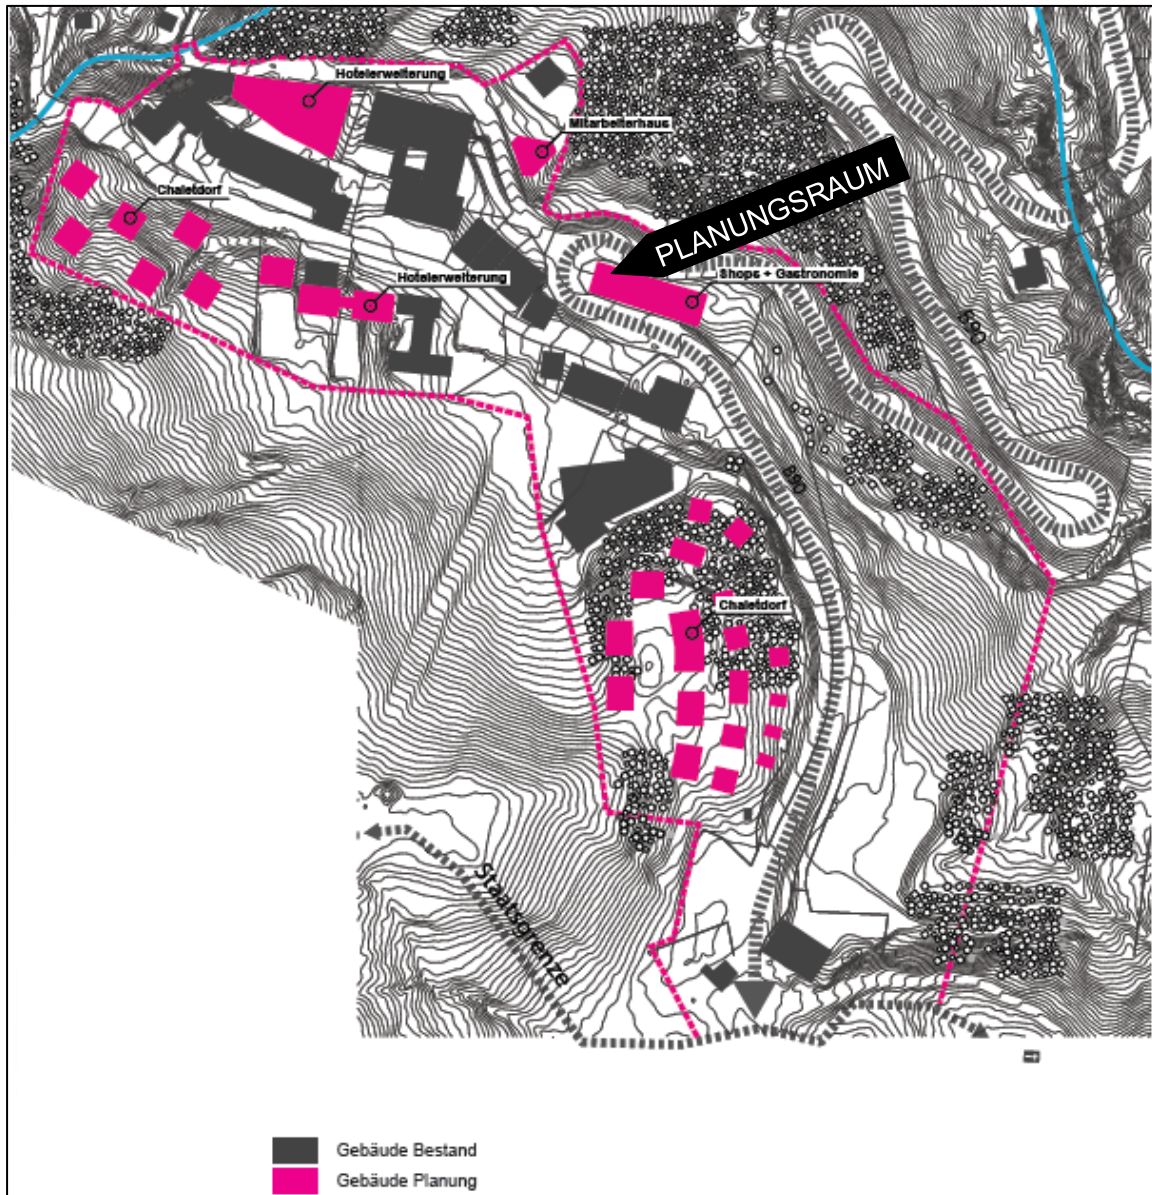 Hotelerweiterung
Mitarbeiterhaus
PLANUNGSRAUM
Chaletdorf
Shops + Gastronomie
Hotelerweiterung
Chaletdorf
Staatsgrenze
Gebäude Bestand
Gebäude Planung